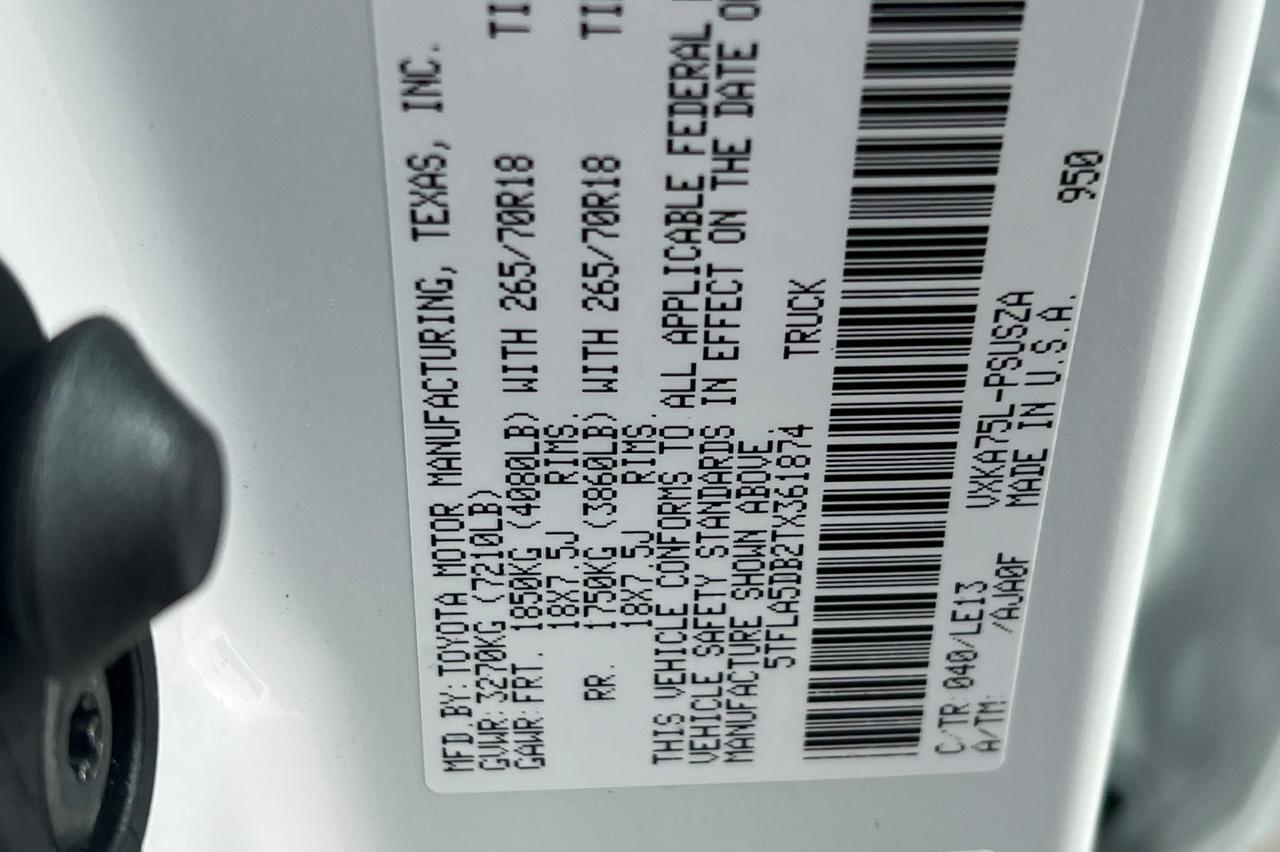 MFD.BY:TOYOTA MOTOR MANUFACTURING, TEXAS, INC.
GVWR:3270KG (7210LB)
GAWR:FRT. 1850KG (4080LB) WITH 265/70R18 TI
18X7.5J RIMS.
RR. 1750KG (3860LB) WITH 265/70R18 TI
18X7.5J RIMS.
THIS VEHICLE CONFORMS TO ALL APPLICABLE FEDERAL
VEHICLE SAFETY STANDARDS IN EFFECT ON THE DATE
MANUFACTURE SHOWN ABOVE.
5TFLA5DB2TX361874 TRUCK
C/TR:040/LE13 VXKA75L-PSUSZA
A/TM: /AJA0F MADE IN U.S.A. 950